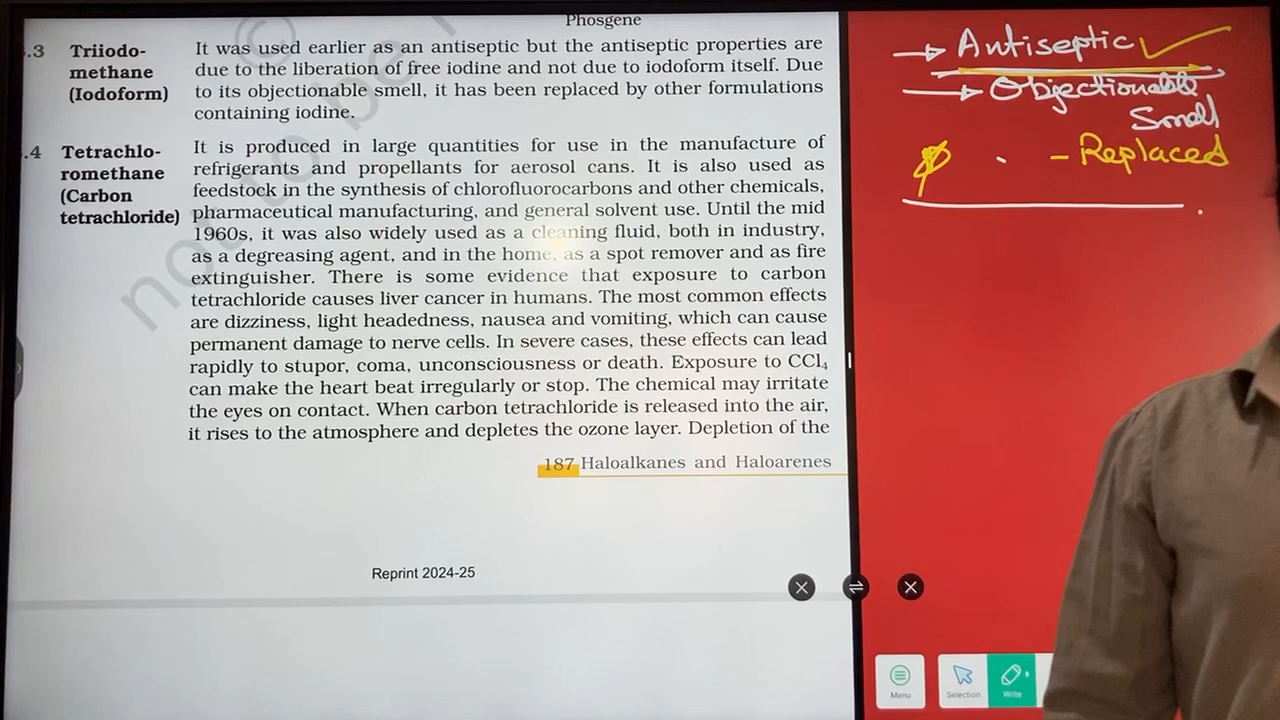 Phosgene
.3 Triiodo-
methane
(Iodoform)
It was used earlier as an antiseptic but the antiseptic properties are
due to the liberation of free iodine and not due to iodoform itself. Due
to its objectionable smell, it has been replaced by other formulations
containing iodine.
.4 Tetrachlo-
romethane
(Carbon
tetrachloride)
It is produced in large quantities for use in the manufacture of
refrigerants and propellants for aerosol cans. It is also used as
feedstock in the synthesis of chlorofluorocarbons and other chemicals,
pharmaceutical manufacturing, and general solvent use. Until the mid
1960s, it was also widely used as a cleaning fluid, both in industry,
as a degreasing agent, and in the home, as a spot remover and as fire
extinguisher. There is some evidence that exposure to carbon
tetrachloride causes liver cancer in humans. The most common effects
are dizziness, light headedness, nausea and vomiting, which can cause
permanent damage to nerve cells. In severe cases, these effects can lead
rapidly to stupor, coma, unconsciousness or death. Exposure to CCl₄
can make the heart beat irregularly or stop. The chemical may irritate
the eyes on contact. When carbon tetrachloride is released into the air,
it rises to the atmosphere and depletes the ozone layer. Depletion of the
187 Haloalkanes and Haloarenes
Reprint 2024-25
© not to be
→ Antiseptic ✓
→ Objectionable
Smell
- Replaced
Menu
Selection
Write